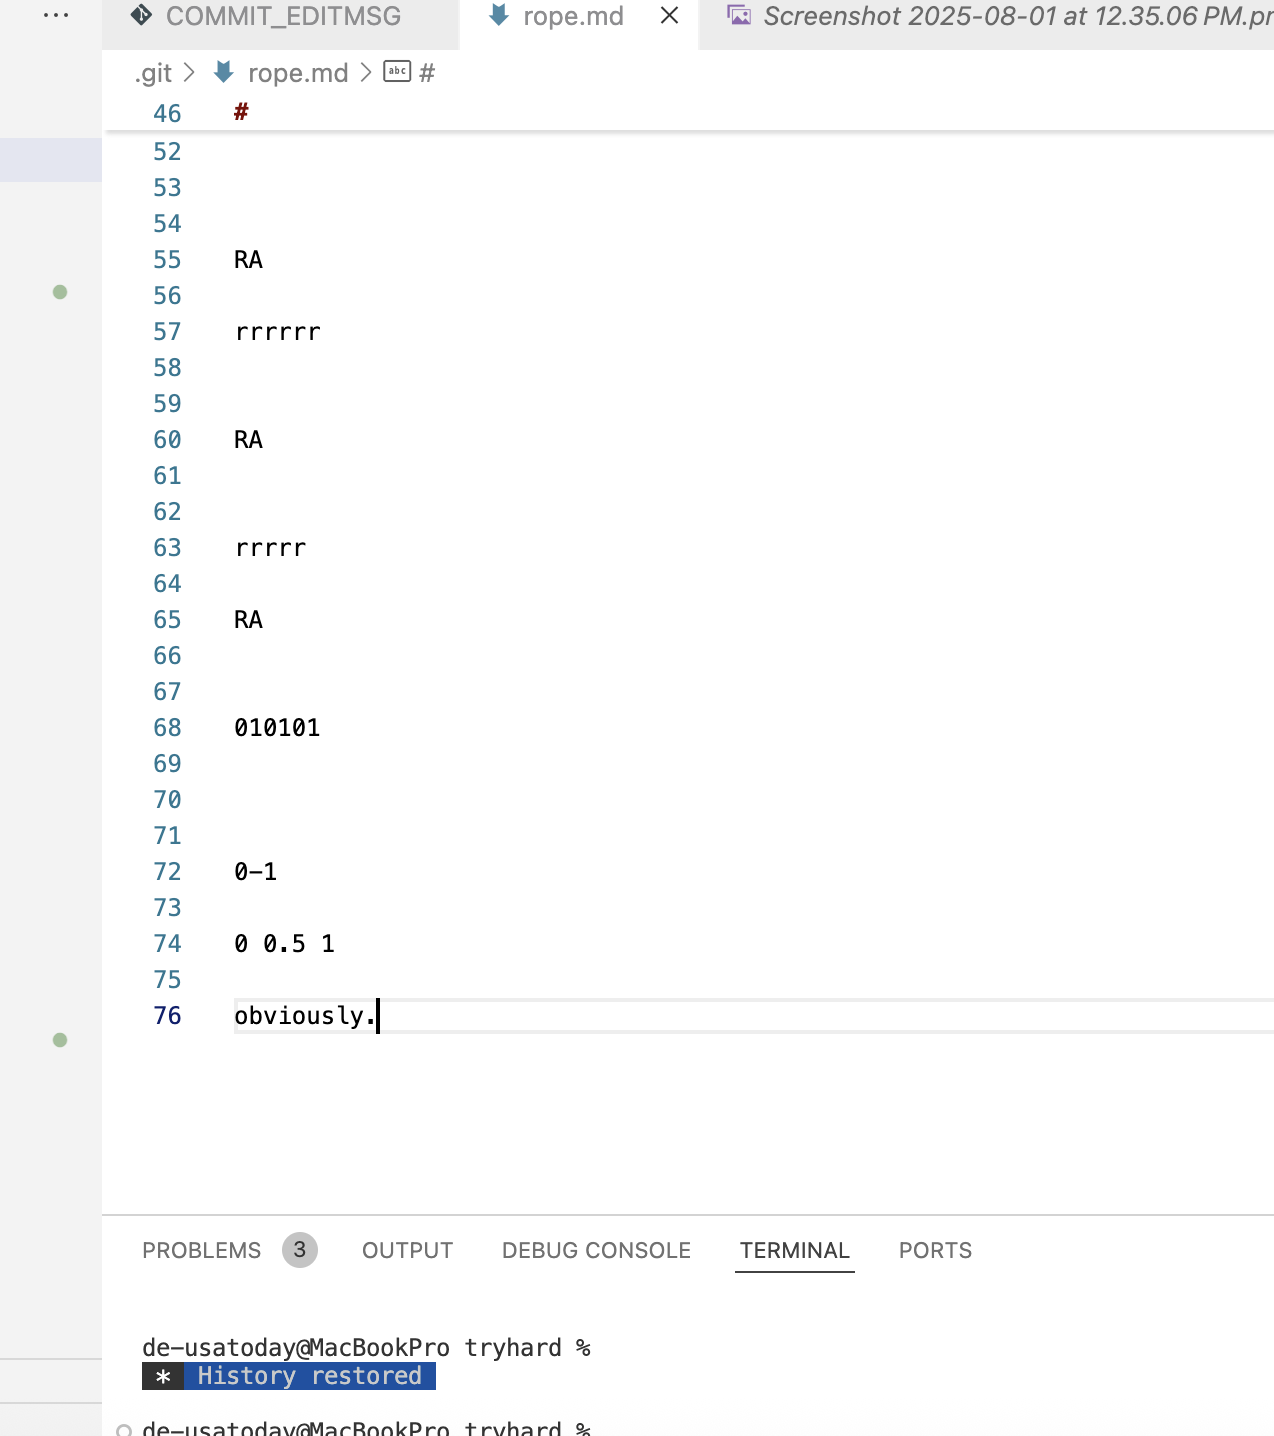 ··· COMMIT_EDITMSG rope.md × Screenshot 2025-08-01 at 12.35.06 PM.pr
.git > rope.md > abc #
46 #
52
53
54
55 RA
56
57 rrrrrr
58
59
60 RA
61
62
63 rrrrr
64
65 RA
66
67
68 010101
69
70
71
72 0-1
73
74 0 0.5 1
75
76 obviously.
PROBLEMS 3 OUTPUT DEBUG CONSOLE TERMINAL PORTS
de-usatoday@MacBookPro tryhard %
* History restored
de-usatoday@MacBookPro tryhard %